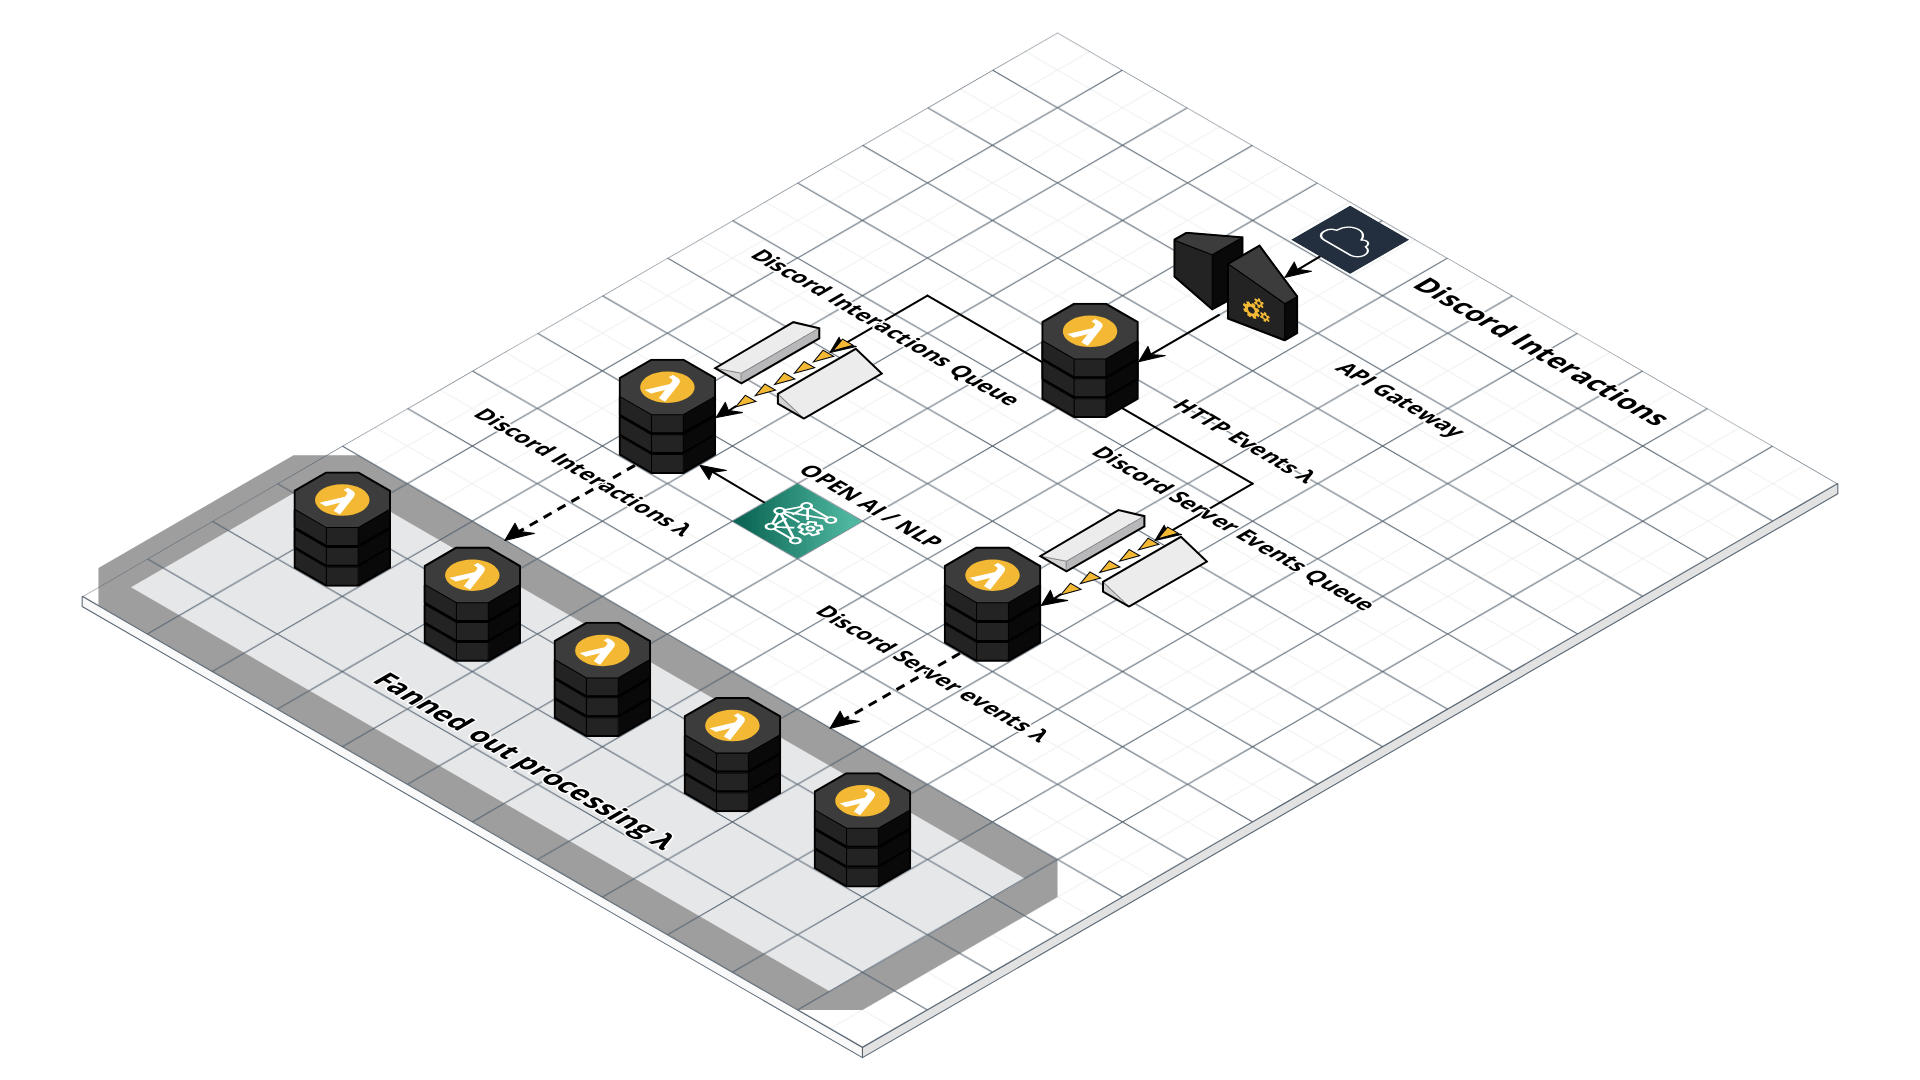 Discord Interactions
API Gateway
HTTP Events λ
Discord Interactions Queue
Discord Interactions λ
OPEN AI / NLP
Discord Server Events Queue
Discord Server events λ
Fanned out processing λ